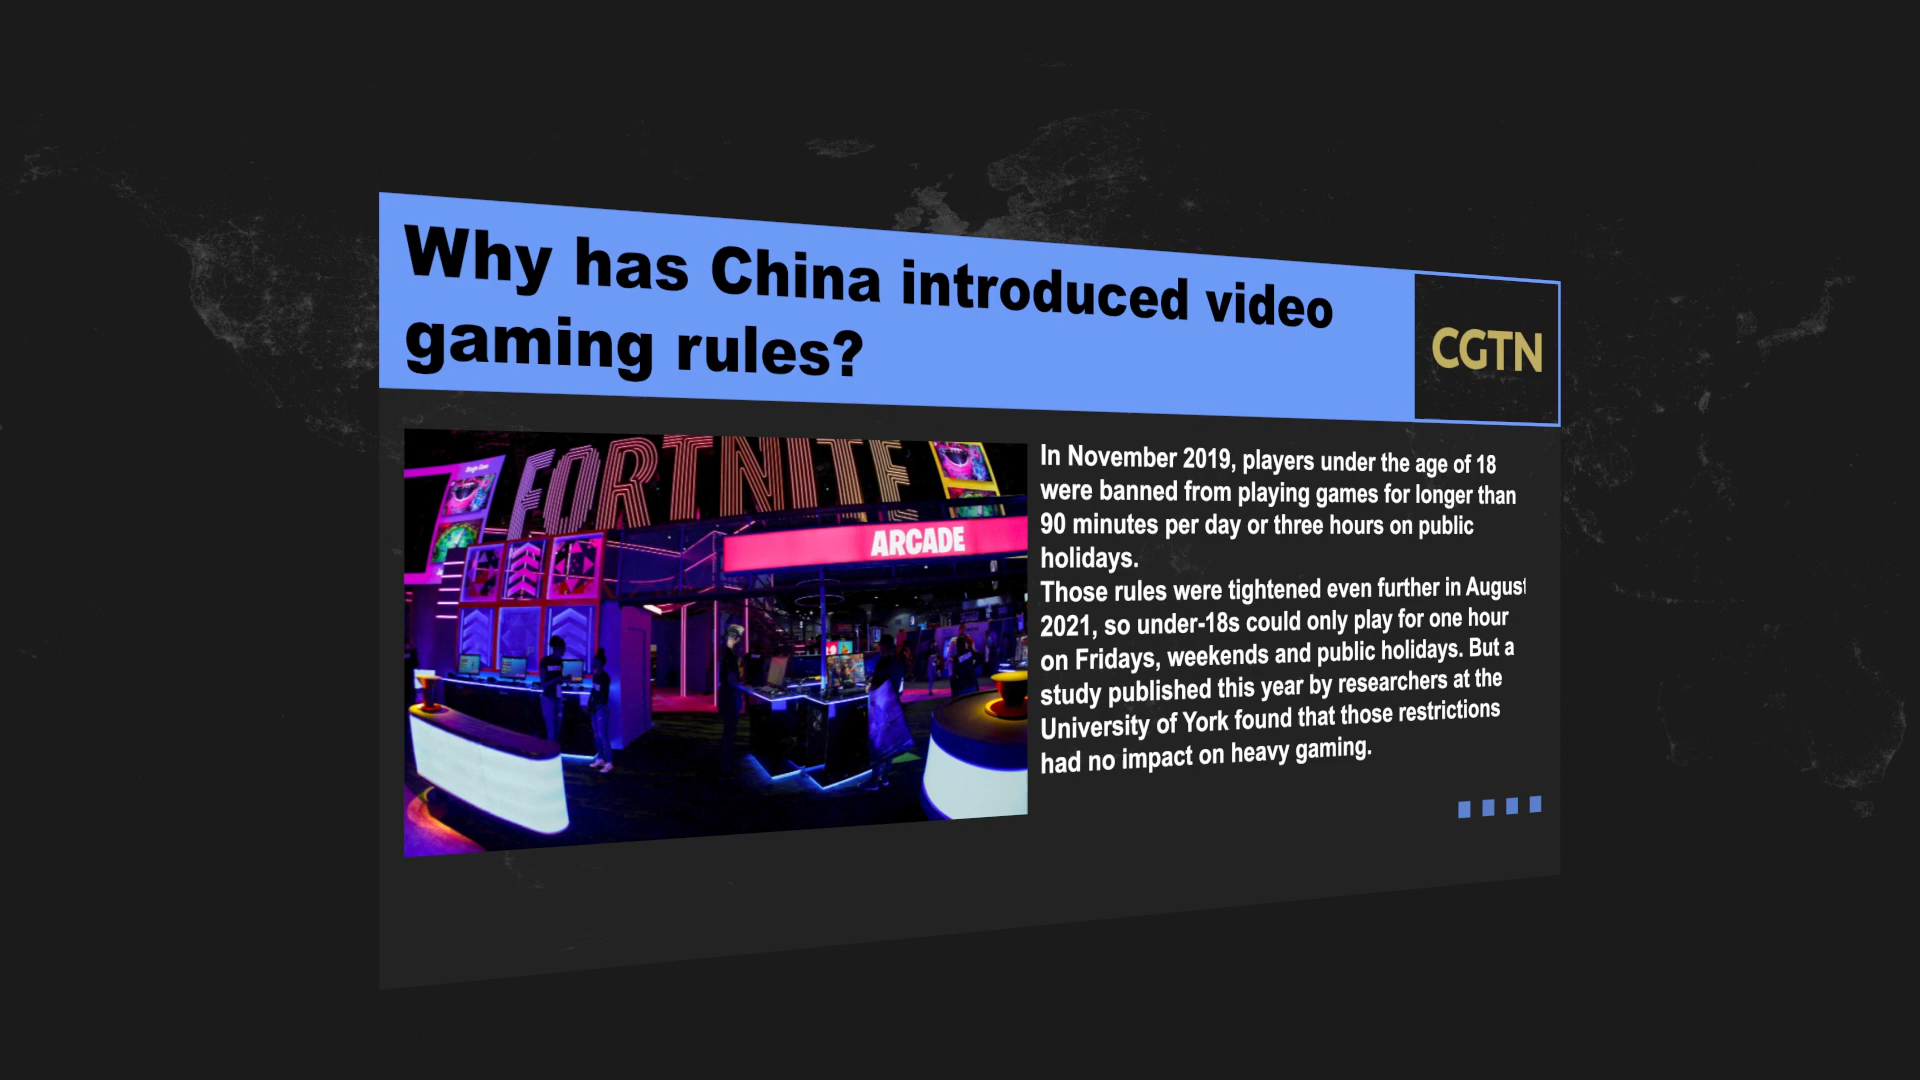 Why has China introduced video
gaming rules?
CGTN
FORTNITE
ARCADE
In November 2019, players under the age of 18
were banned from playing games for longer than
90 minutes per day or three hours on public
holidays.
Those rules were tightened even further in August
2021, so under-18s could only play for one hour
on Fridays, weekends and public holidays. But a
study published this year by researchers at the
University of York found that those restrictions
had no impact on heavy gaming.